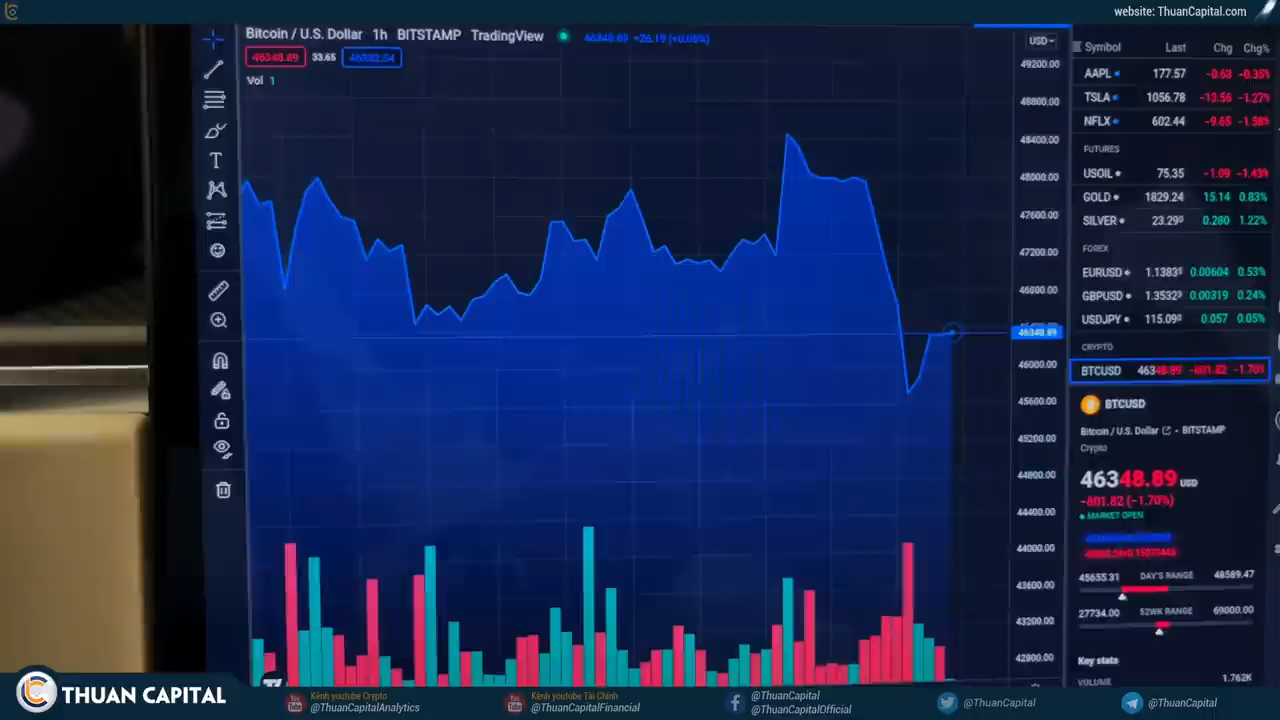 website: ThuanCapital.com
Bitcoin / U.S. Dollar 1h BITSTAMP TradingView 46348.89 +26.19 (+0.06%)
46348.89 33.65 46382.54
Vol 1
USD
49200.00
48800.00
48400.00
48000.00
47600.00
47200.00
46800.00
46348.89
46000.00
45600.00
45200.00
44800.00
44400.00
44000.00
43600.00
43200.00
42800.00
Symbol Last Chg Chg%
AAPL 177.57 -0.63 -0.35%
TSLA 1056.78 -13.56 -1.27%
NFLX 602.44 -9.65 -1.58%
FUTURES
USOIL 75.35 -1.09 -1.43%
GOLD 1829.24 15.14 0.83%
SILVER 23.290 0.280 1.22%
FOREX
EURUSD 1.1383 0.00604 0.53%
GBPUSD 1.3532 0.00319 0.24%
USDJPY 115.090 0.057 0.05%
CRYPTO
BTCUSD 46348.89 -801.82 -1.70%
BTCUSD
Bitcoin / U.S. Dollar • BITSTAMP
Crypto
46348.89 USD
-801.82 (-1.70%)
MARKET OPEN
45655.31 DAY'S RANGE 48589.47
27734.00 52WK RANGE 69000.00
Key stats
VOLUME 1.762K
THUAN CAPITAL
Kênh youtube Crypto
@ThuanCapitalAnalytics
Kênh youtube Tài Chính
@ThuanCapitalFinancial
@ThuanCapital
@ThuanCapitalOfficial
@ThuanCapital
@ThuanCapital